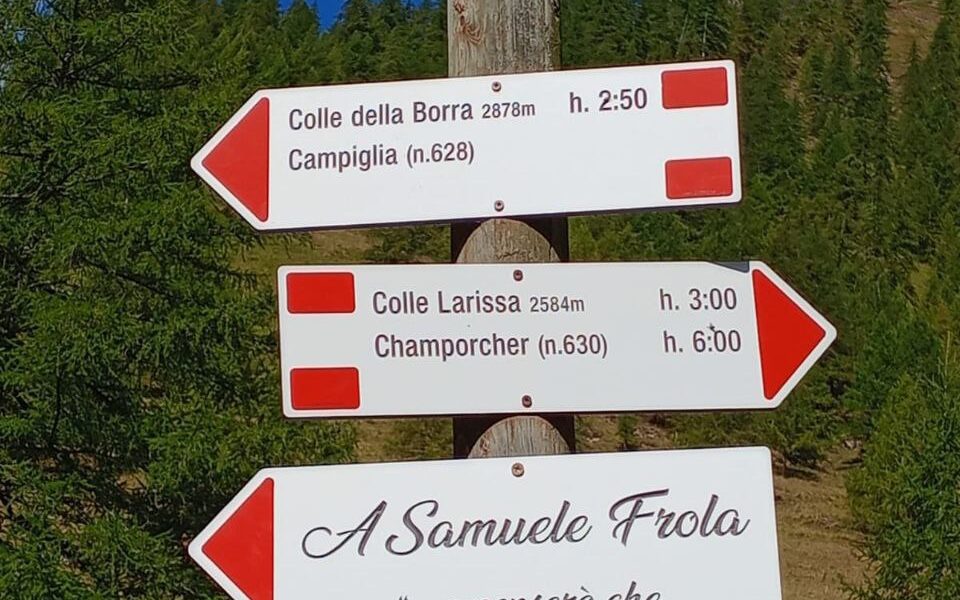 Colle della Borra 2878m h. 2:50
Campiglia (n.628)
Colle Larissa 2584m h. 3:00
Champorcher (n.630) h. 6:00
A Samuele Frola
che